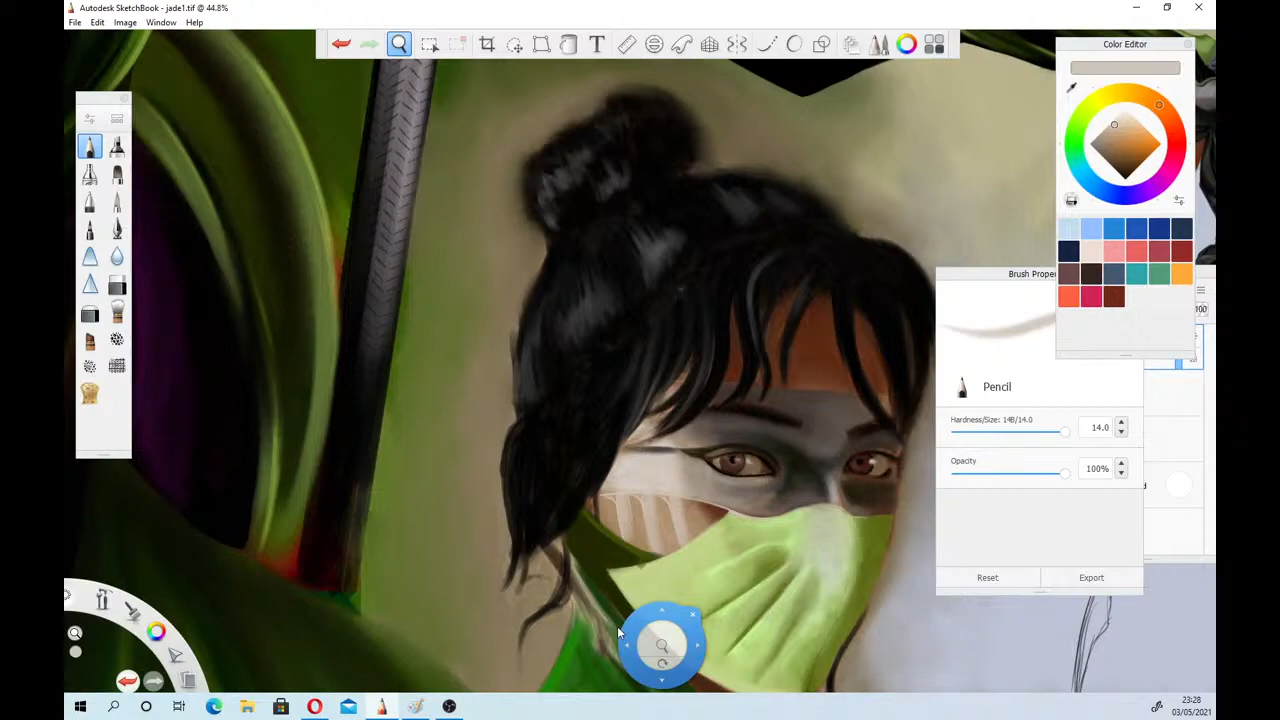 Autodesk SketchBook - jade1.tif @ 44.8%
File Edit Image Window Help
T
Color Editor
Brush Prope
100
Pencil
Hardness/Size: 14B/14.0
14.0
Opacity
100%
Reset Export
23:28
03/05/2021